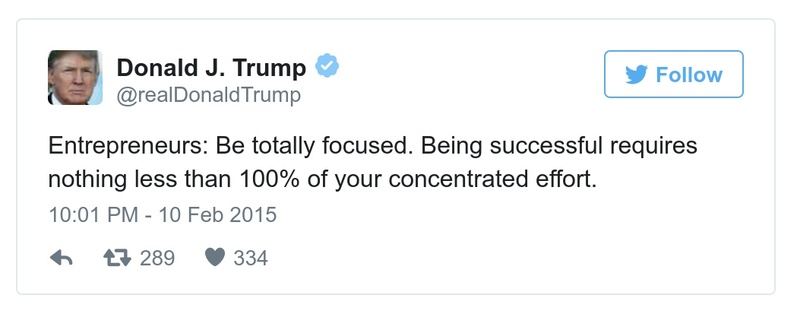 Donald J. Trump
@realDonaldTrump
Follow
Entrepreneurs: Be totally focused. Being successful requires
nothing less than 100% of your concentrated effort.
10:01 PM - 10 Feb 2015
289 334